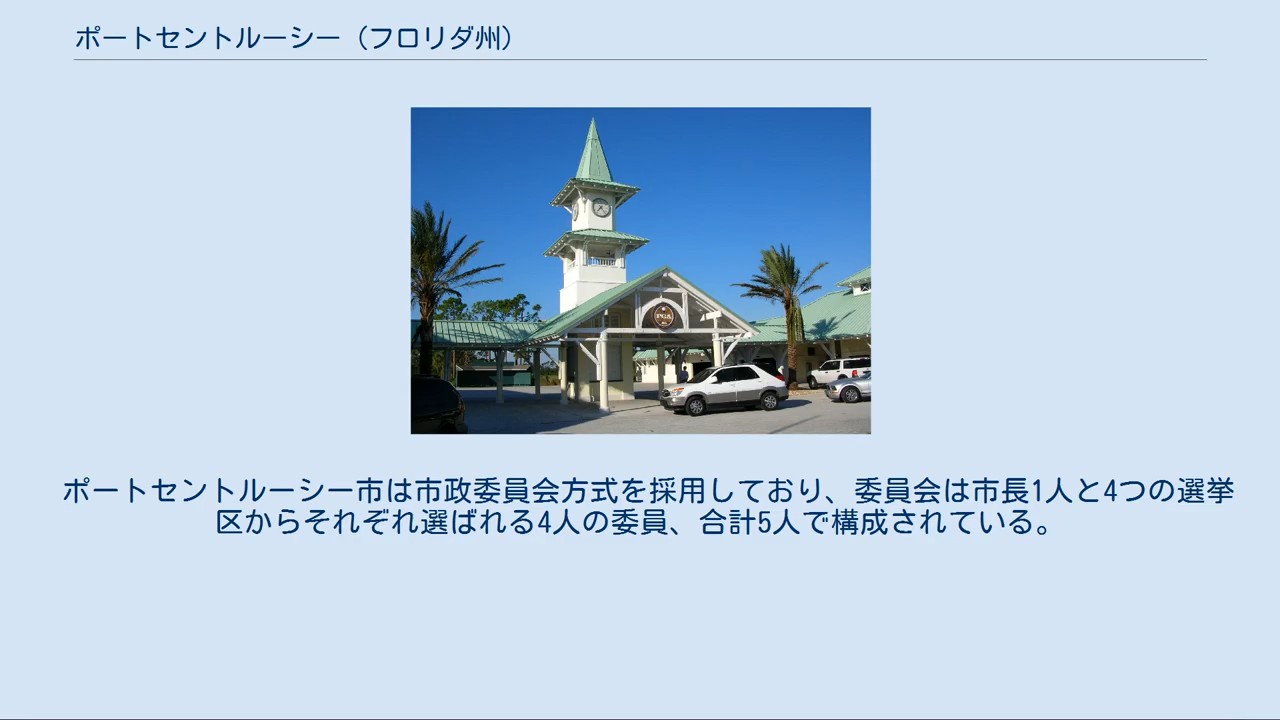 ポートセントルーシー（フロリダ州）
PGA
ポートセントルーシー市は市政委員会方式を採用しており、委員会は市長1人と4つの選挙
区からそれぞれ選ばれる4人の委員、合計5人で構成されている。